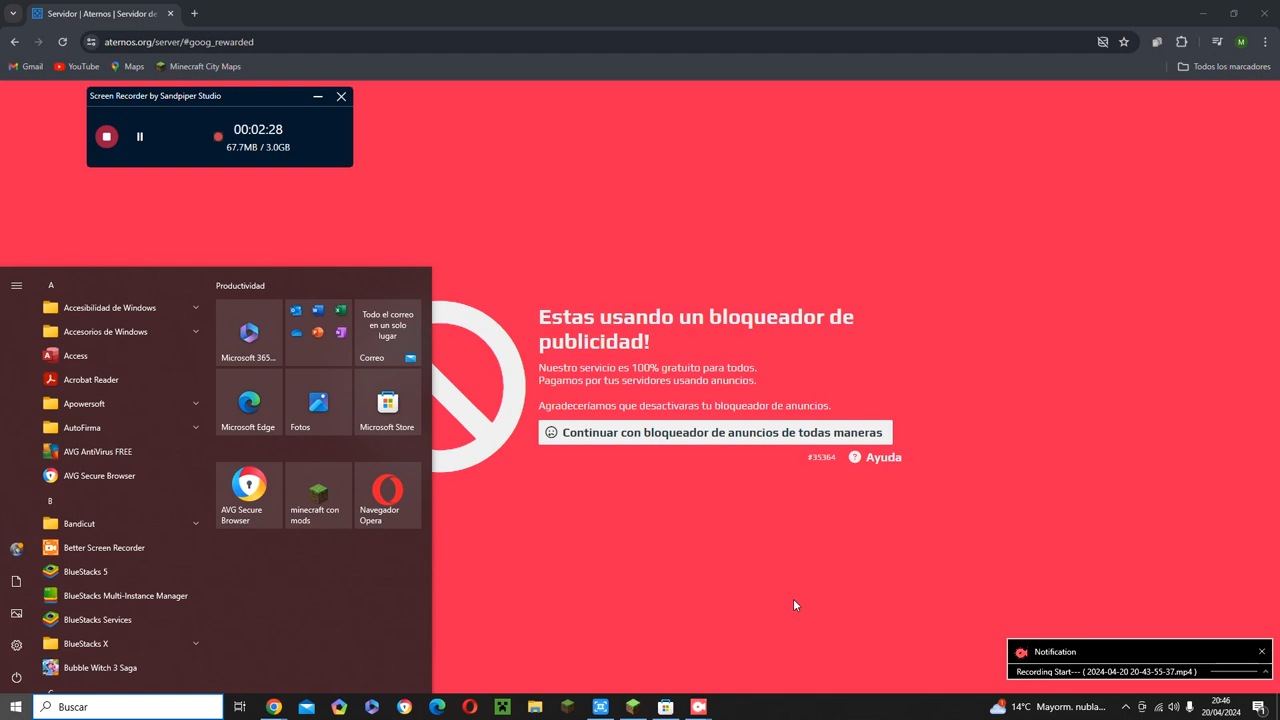 Servidor | Aternos | Servidor de
aternos.org/server/#goog_rewarded
M
Gmail
YouTube
Maps
Minecraft City Maps
Todos los marcadores
Screen Recorder by Sandpiper Studio
00:02:28
67.7MB / 3.0GB
Estas usando un bloqueador de
publicidad!
Nuestro servicio es 100% gratuito para todos.
Pagamos por tus servidores usando anuncios.
Agradeceríamos que desactivaras tu bloqueador de anuncios.
Continuar con bloqueador de anuncios de todas maneras
#35364
? Ayuda
A
Accesibilidad de Windows
Accesorios de Windows
Access
Acrobat Reader
Apowersoft
AutoFirma
AVG AntiVirus FREE
AVG Secure Browser
B
Bandicut
Better Screen Recorder
BlueStacks 5
BlueStacks Multi-Instance Manager
BlueStacks Services
BlueStacks X
Bubble Witch 3 Saga
Productividad
Microsoft 365...
Todo el correo
en un solo
lugar
Correo
Microsoft Edge
Fotos
Microsoft Store
AVG Secure
Browser
minecraft con
mods
Navegador
Opera
Notification
Recording Start--- ( 2024-04-20 20-43-55-37.mp4 )
Buscar
14°C Mayorm. nubla...
20:46
20/04/2024
1